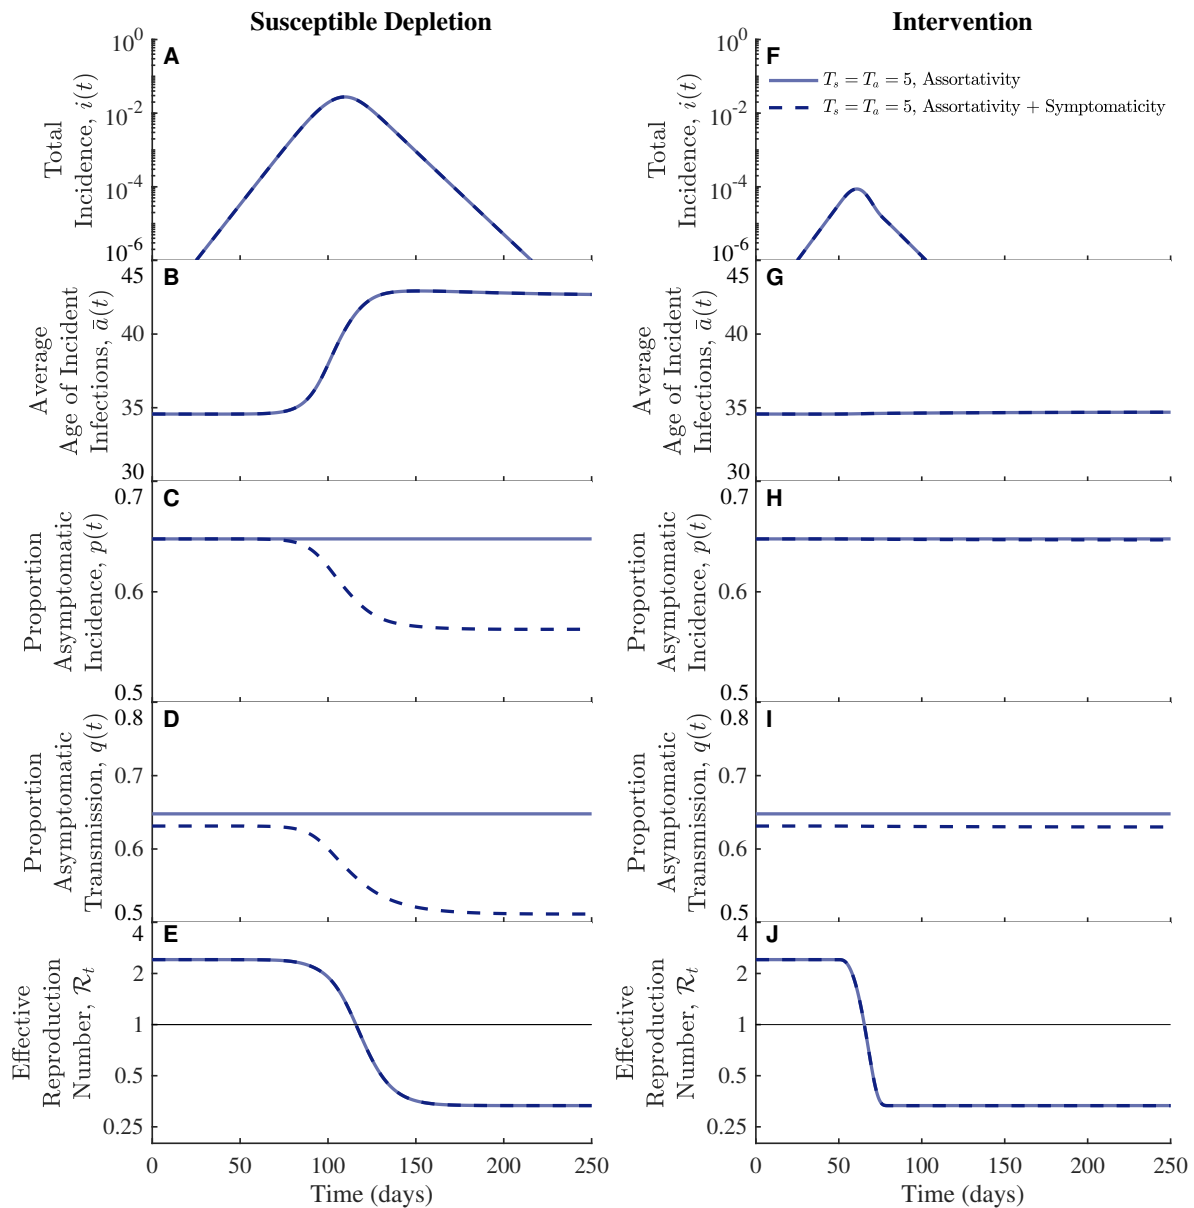 Susceptible Depletion
A
10^0
10^-2
10^-4
10^-6
Total
Incidence, i(t)
B
45
40
35
30
Average
Age of Incident
Infections, ā(t)
C
0.7
0.6
0.5
Proportion
Asymptomatic
Incidence, p(t)
D
0.8
0.7
0.6
0.5
Proportion
Asymptomatic
Transmission, q(t)
E
4
2
1
0.5
0.25
Effective
Reproduction
Number, R_t
0 50 100 150 200 250
Time (days)
Intervention
F
T_s = T_a = 5, Assortativity
T_s = T_a = 5, Assortativity + Symptomaticity
10^0
10^-2
10^-4
10^-6
Total
Incidence, i(t)
G
45
40
35
30
Average
Age of Incident
Infections, ā(t)
H
0.7
0.6
0.5
Proportion
Asymptomatic
Incidence, p(t)
I
0.8
0.7
0.6
0.5
Proportion
Asymptomatic
Transmission, q(t)
J
4
2
1
0.5
0.25
Effective
Reproduction
Number, R_t
0 50 100 150 200 250
Time (days)